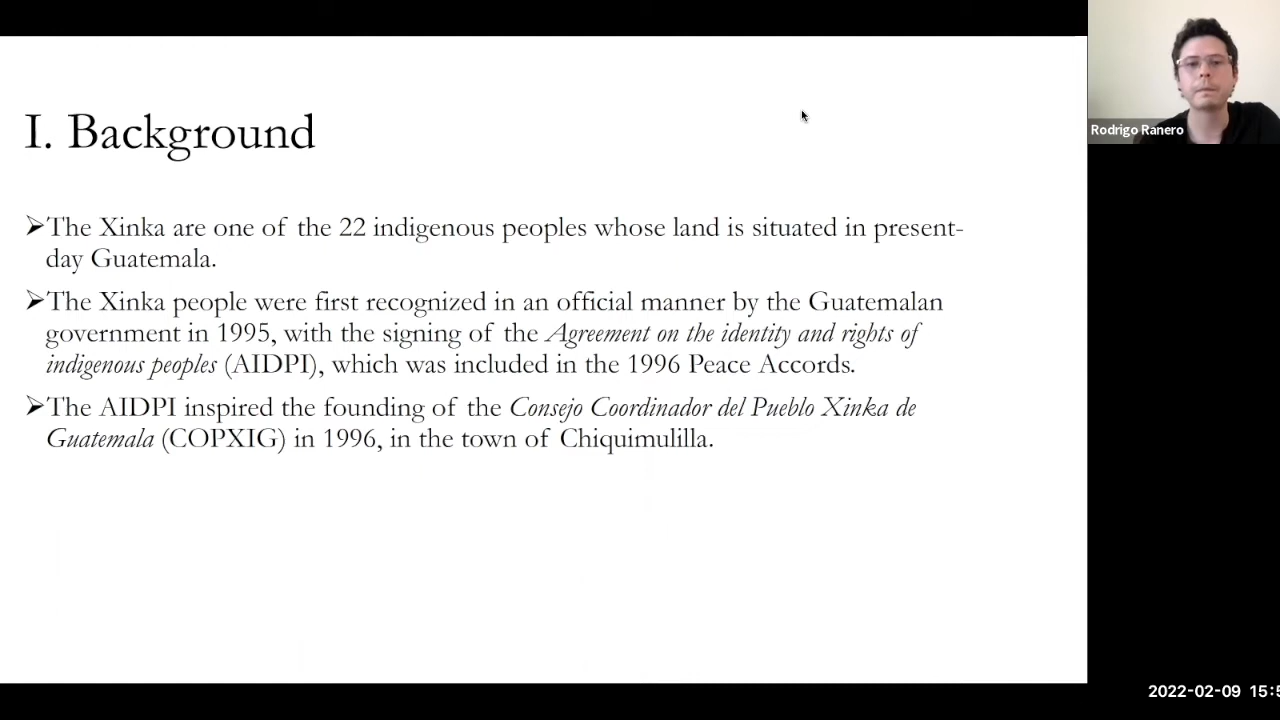 I. Background
➢The Xinka are one of the 22 indigenous peoples whose land is situated in present-
day Guatemala.
➢The Xinka people were first recognized in an official manner by the Guatemalan
government in 1995, with the signing of the Agreement on the identity and rights of
indigenous peoples (AIDPI), which was included in the 1996 Peace Accords.
➢The AIDPI inspired the founding of the Consejo Coordinador del Pueblo Xinka de
Guatemala (COPXIG) in 1996, in the town of Chiquimulilla.
Rodrigo Ranero
2022-02-09